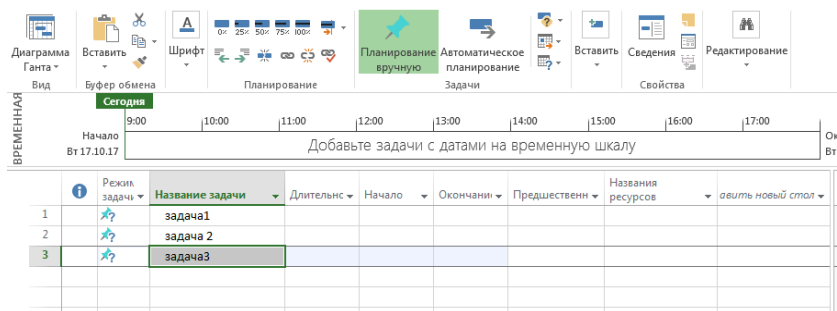 0% 25% 50% 75% 100%
Диаграмма Ганта
Вставить
Шрифт
Планирование вручную
Автоматическое планирование
Вставить
Сведения
Редактирование
Вид
Буфер обмена
Планирование
Задачи
Свойства
ВРЕМЕННАЯ
Сегодня
9:00 10:00 11:00 12:00 13:00 14:00 15:00 16:00 17:00
Начало
Вт 17.10.17
Добавьте задачи с датами на временную шкалу
Ок
Вт
Режим задачи Название задачи Длительнс Начало Окончани Предшественн Названия ресурсов авить новый стол
1 задача1
2 задача 2
3 задача3